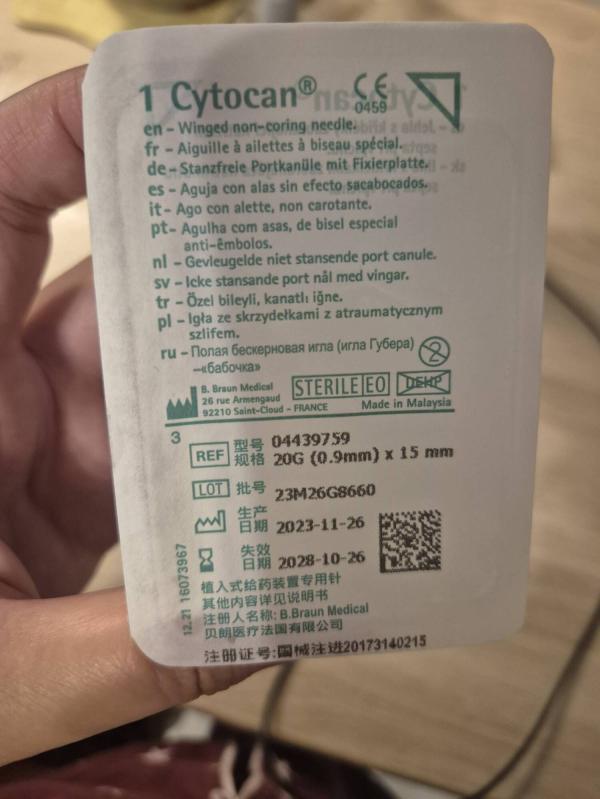 1 Cytocan® CE
0459
en - Winged non-coring needle.
fr - Aiguille à ailettes à biseau spécial.
de - Stanzfreie Portkanüle mit Fixierplatte.
es - Aguja con alas sin efecto sacabocados.
it - Ago con alette, non carotante.
pt - Agulha com asas, de bisel especial
anti-êmbolos.
nl - Gevleugelde niet stansende port canule.
sv - Icke stansande port nål med vingar.
tr - Özel bileyli, kanatlı iğne.
pl - Igła ze skrzydełkami z atraumatycznym
szlifem.
ru - Полая бескерновая игла (игла Губера)
-«бабочка»
2
B. Braun Medical
26 rue Armengaud
92210 Saint-Cloud - FRANCE
STERILE EO
DEHP
Made in Malaysia
3
REF 型号 04439759
规格 20G (0.9mm) x 15 mm
LOT 批号 23M26G8660
生产
日期 2023-11-26
失效
日期 2028-10-26
12.21 16073967
植入式给药装置专用针
其他内容详见说明书
注册人名称: B.Braun Medical
贝朗医疗法国有限公司
注册证号:国械注进20173140215